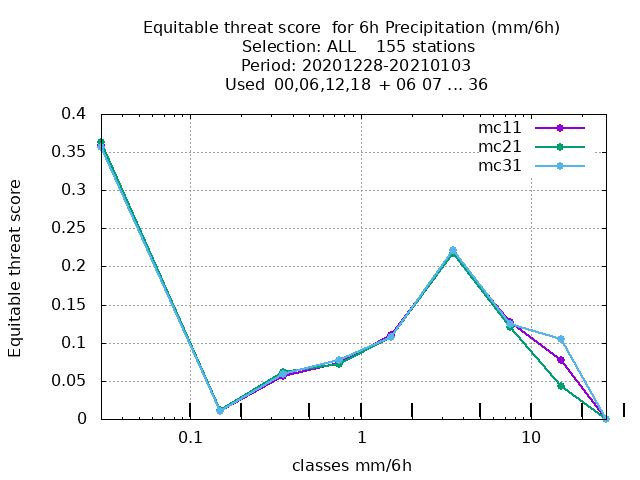 Equitable threat score  for 6h Precipitation (mm/6h)
Selection: ALL    155 stations
Period: 20201228-20210103
Used  00,06,12,18  + 06 07 ... 36
mc11
mc21
mc31
0.4
0.35
0.3
0.25
0.2
0.15
0.1
0.05
0
Equitable threat score
0.1
1
10
classes mm/6h